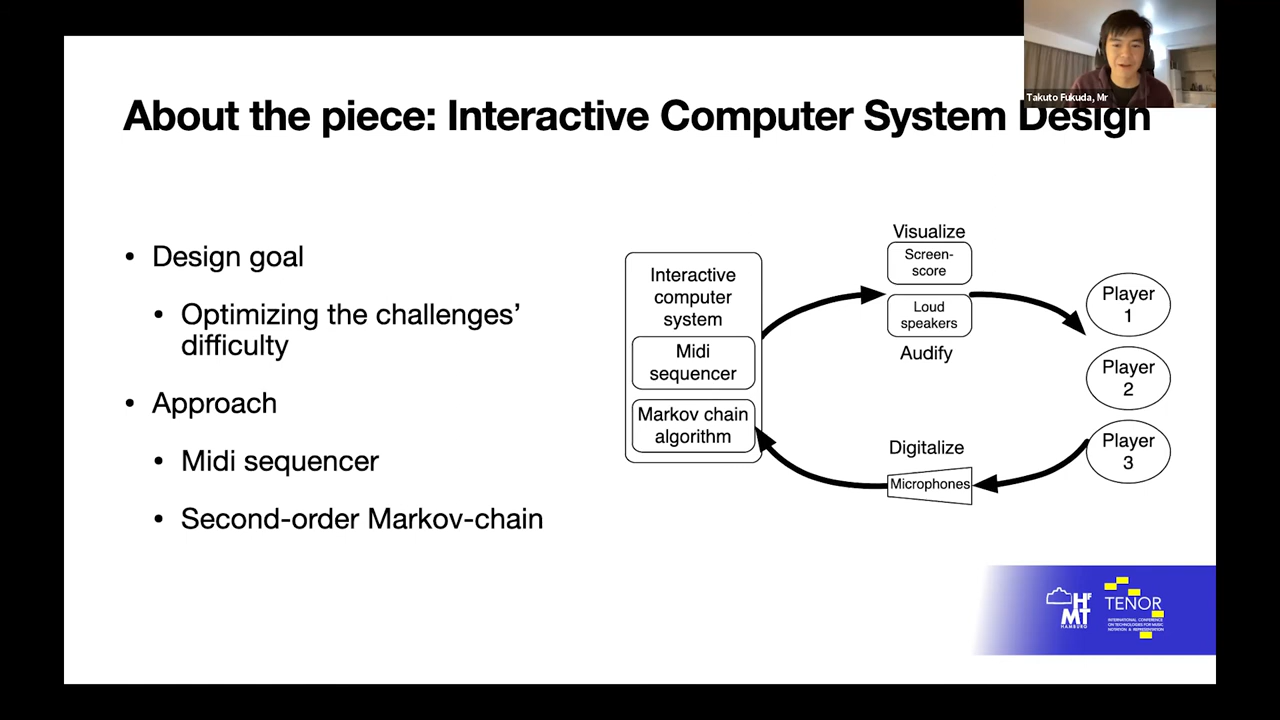 Takuto Fukuda, Mr
About the piece: Interactive Computer System Design
• Design goal
• Optimizing the challenges’
difficulty
• Approach
• Midi sequencer
• Second-order Markov-chain
Interactive
computer
system
Midi
sequencer
Markov chain
algorithm
Visualize
Screen-
score
Loud
speakers
Audify
Digitalize
Microphones
Player
1
Player
2
Player
3
HfMT
HAMBURG
TENOR
INTERNATIONAL CONFERENCE
ON TECHNOLOGIES FOR MUSIC
NOTATION & REPRESENTATION